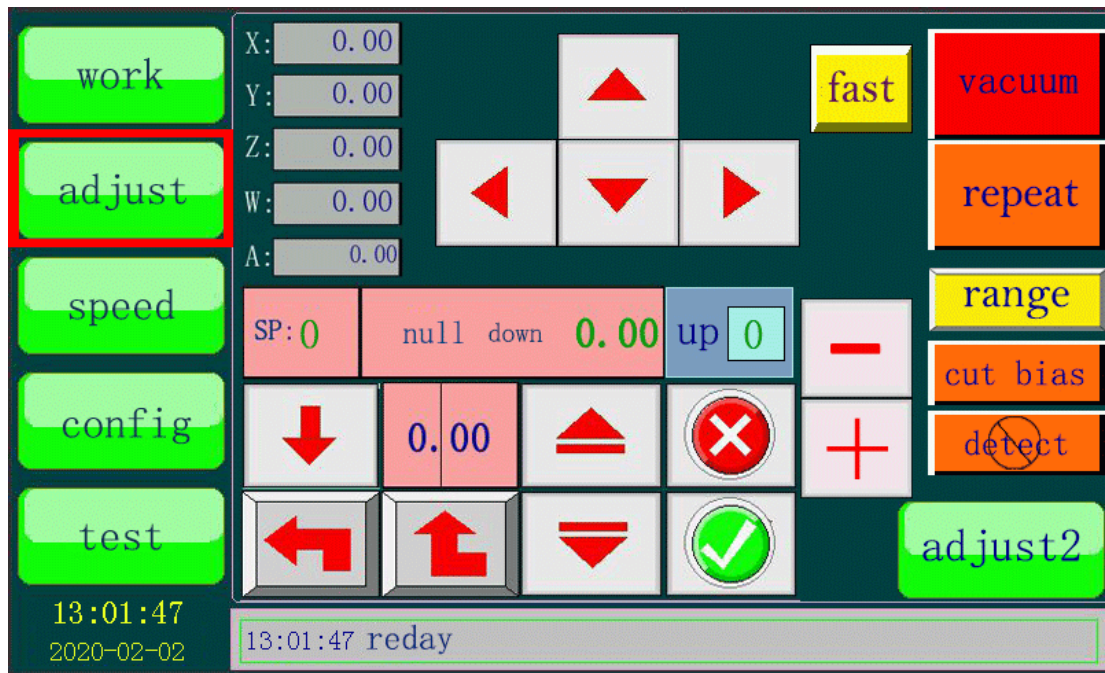 work
adjust
speed
config
test
13:01:47
2020-02-02
X: 0.00
Y: 0.00
Z: 0.00
W: 0.00
A: 0.00
fast
vacuum
repeat
range
cut bias
detect
SP:0 null down 0.00 up 0
0.00
adjust2
13:01:47 reday